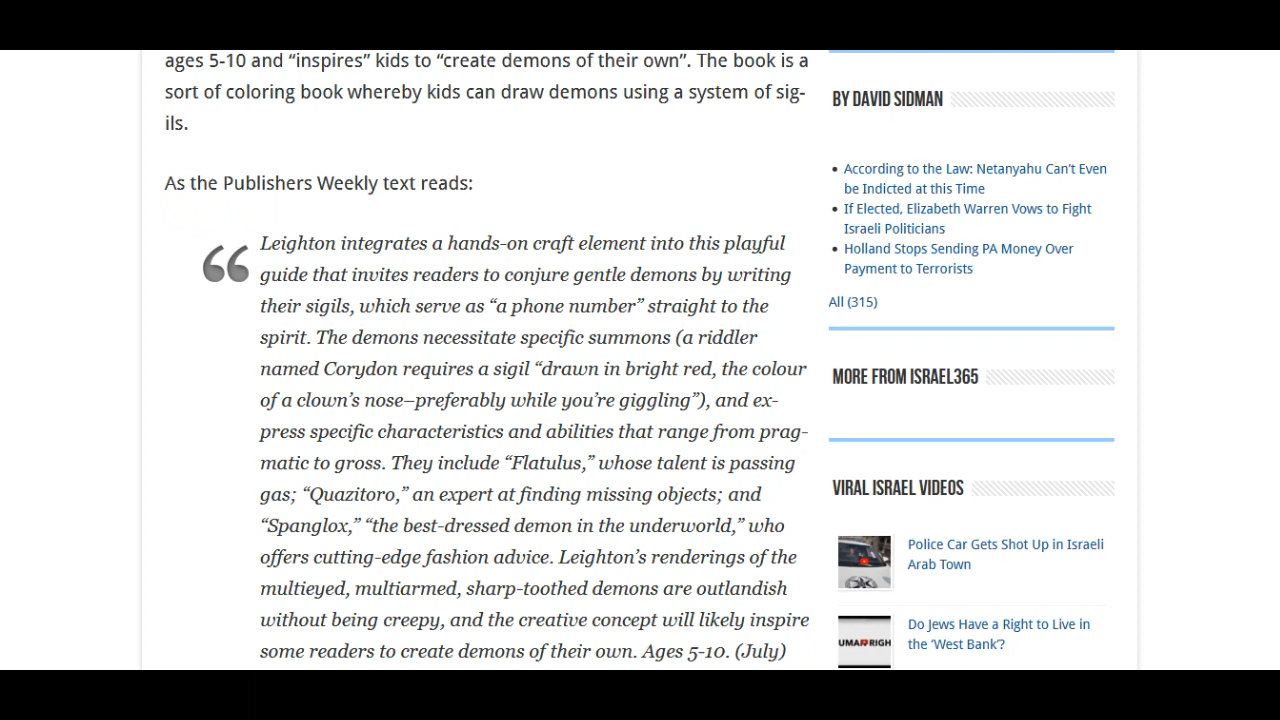 ages 5-10 and “inspires” kids to “create demons of their own”. The book is a
sort of coloring book whereby kids can draw demons using a system of sig-
ils.
As the Publishers Weekly text reads:
“
Leighton integrates a hands-on craft element into this playful
guide that invites readers to conjure gentle demons by writing
their sigils, which serve as “a phone number” straight to the
spirit. The demons necessitate specific summons (a riddler
named Corydon requires a sigil “drawn in bright red, the colour
of a clown’s nose–preferably while you’re giggling”), and ex-
press specific characteristics and abilities that range from prag-
matic to gross. They include “Flatulus,” whose talent is passing
gas; “Quazitoro,” an expert at finding missing objects; and
“Spanglox,” “the best-dressed demon in the underworld,” who
offers cutting-edge fashion advice. Leighton’s renderings of the
multieyed, multiarmed, sharp-toothed demons are outlandish
without being creepy, and the creative concept will likely inspire
some readers to create demons of their own. Ages 5-10. (July)
BY DAVID SIDMAN
• According to the Law: Netanyahu Can’t Even
be Indicted at this Time
• If Elected, Elizabeth Warren Vows to Fight
Israeli Politicians
• Holland Stops Sending PA Money Over
Payment to Terrorists
All (315)
MORE FROM ISRAEL365
VIRAL ISRAEL VIDEOS
Police Car Gets Shot Up in Israeli
Arab Town
UMAN RIGH
Do Jews Have a Right to Live in
the ‘West Bank’?